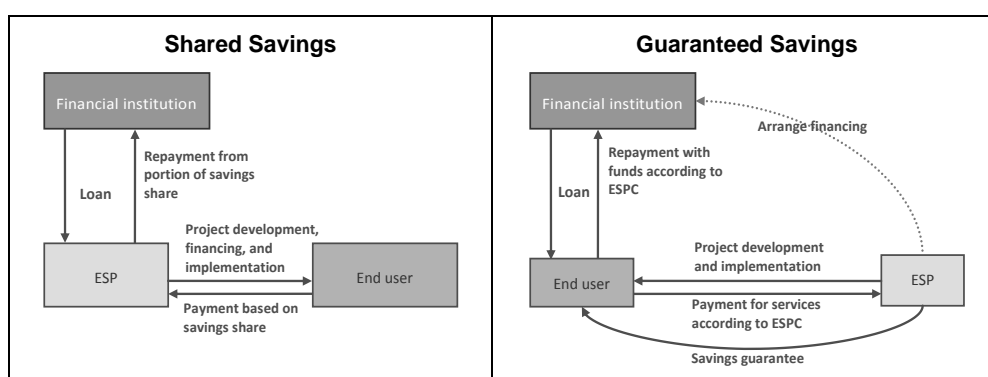 Shared Savings
Financial institution
Repayment from
portion of savings
share
Loan
Project development,
financing, and
implementation
ESP
End user
Payment based on
savings share
Guaranteed Savings
Financial institution
Arrange financing
Repayment with
funds according to
ESPC
Loan
Project development
and implementation
End user
ESP
Payment for services
according to ESPC
Savings guarantee